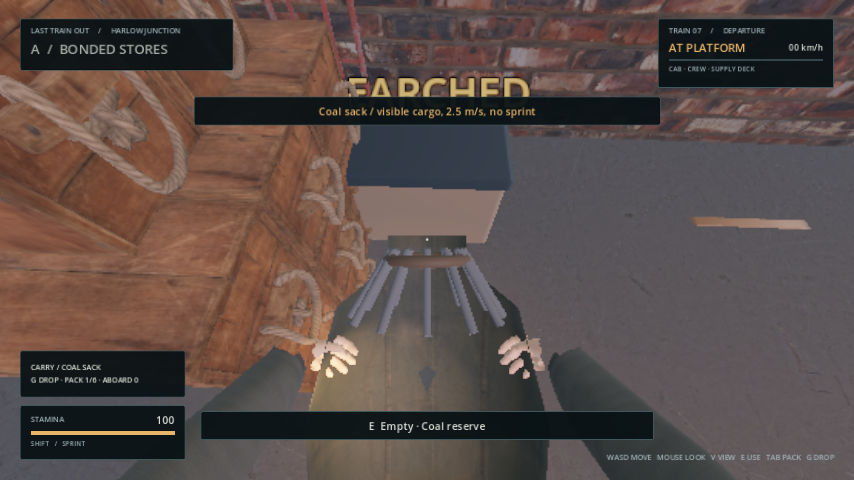 LAST TRAIN OUT / HARLOW JUNCTION
A / BONDED STORES
TRAIN 07 / DEPARTURE
AT PLATFORM 00 km/h
CAB · CREW · SUPPLY DECK
Coal sack / visible cargo, 2.5 m/s, no sprint
CARRY / COAL SACK
G DROP · PACK 1/6 · ABOARD 0
STAMINA 100
SHIFT / SPRINT
E Empty · Coal reserve
WASD MOVE MOUSE LOOK V VIEW E USE TAB PACK G DROP